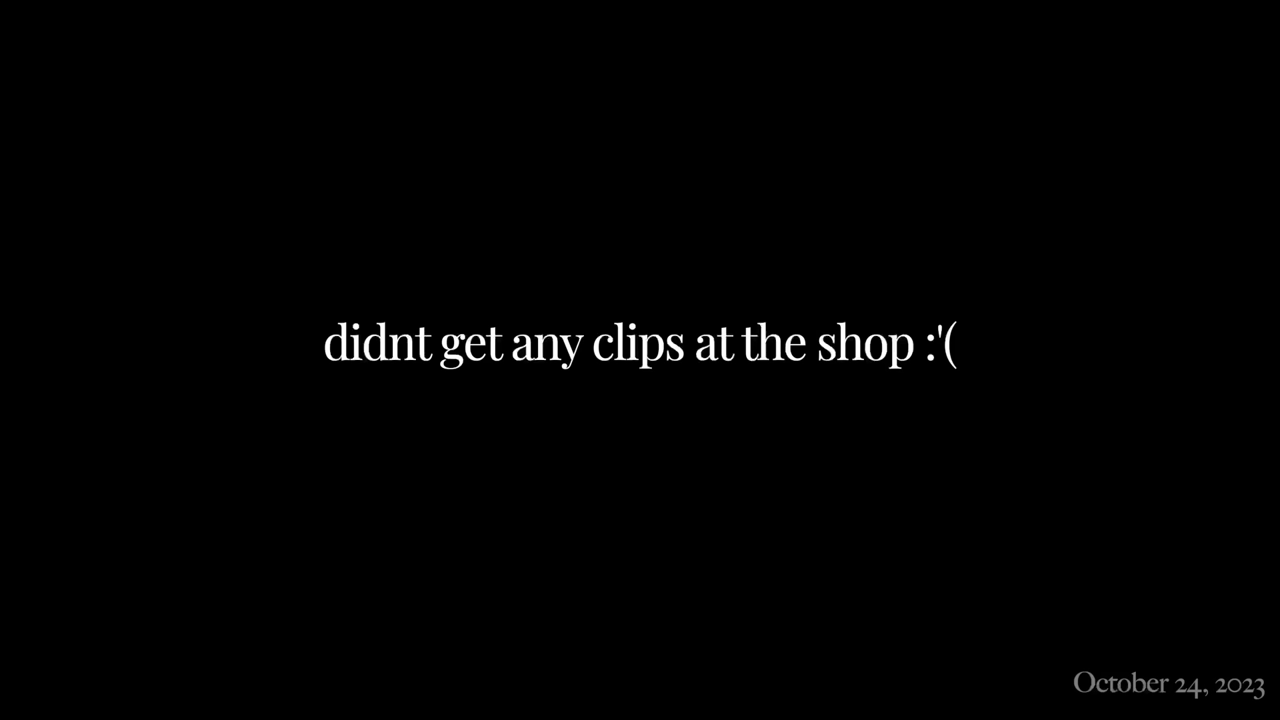 didnt get any clips at the shop :'(
October 24, 2023